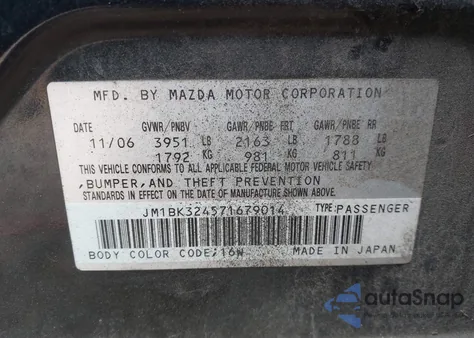 MFD. BY MAZDA MOTOR CORPORATION
DATE GVWR/PNBV GAWR/PNBE FRT GAWR/PNBE RR
11/06 3951 LB 2163 LB 1788 LB
1792 KG 981 KG 811 KG
THIS VEHICLE CONFORMS TO ALL APPLICABLE FEDERAL MOTOR VEHICLE SAFETY
,BUMPER,AND THEFT PREVENTION
STANDARDS IN EFFECT ON THE DATE OF MANUFACTURE SHOWN ABOVE.
JM1BK324571679014 TYPE:PASSENGER
BODY COLOR CODE/16W MADE IN JAPAN
autoSnap